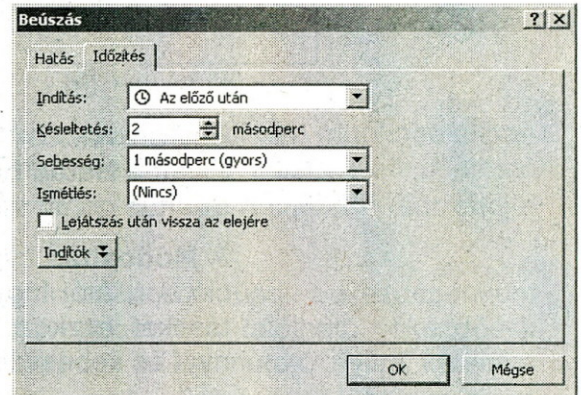 Beúszás
Hatás Időzítés
Indítás: Az előző után
Késleltetés: 2 másodperc
Sebesség: 1 másodperc (gyors)
Ismétlés: (Nincs)
Lejátszás után vissza az elejére
Indítók
OK Mégse